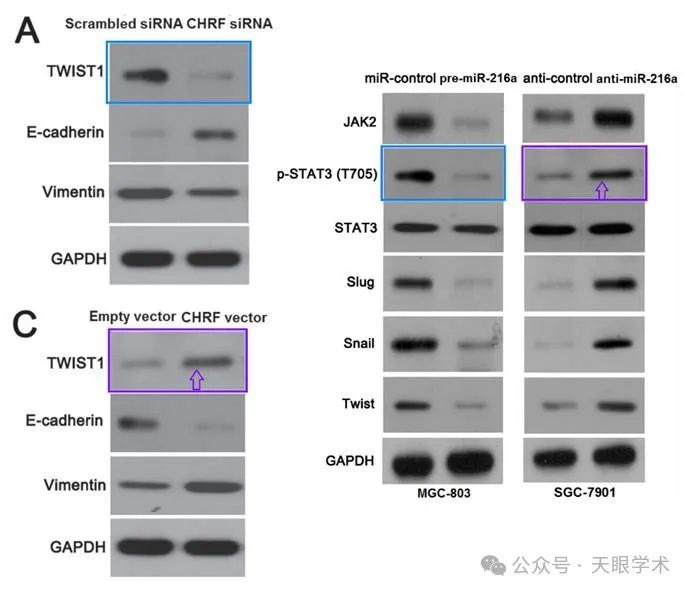 A
Scrambled siRNA CHRF siRNA
TWIST1
E-cadherin
Vimentin
GAPDH
C
Empty vector CHRF vector
TWIST1
E-cadherin
Vimentin
GAPDH
miR-control pre-miR-216a anti-control anti-miR-216a
JAK2
p-STAT3 (T705)
STAT3
Slug
Snail
Twist
GAPDH
MGC-803 SGC-7901
公众号 · 天眼学术